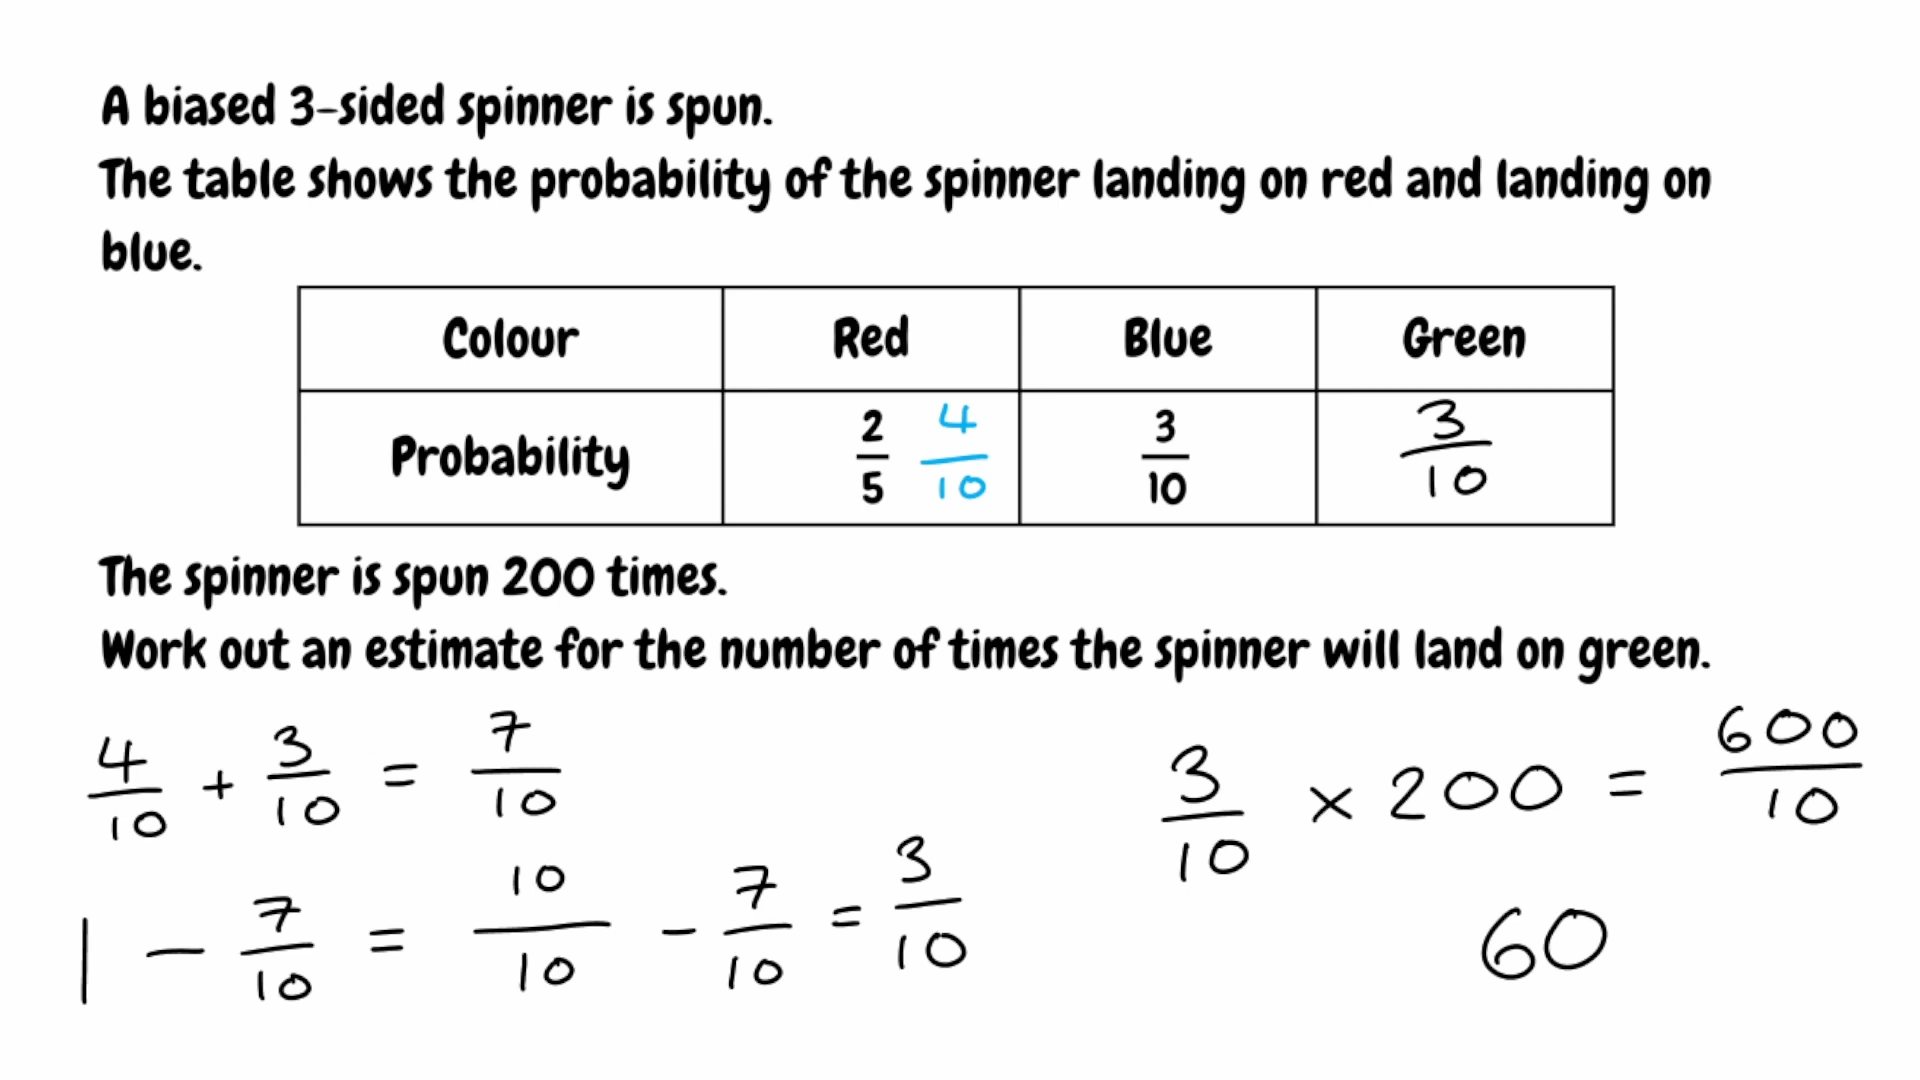 A biased 3-sided spinner is spun.
The table shows the probability of the spinner landing on red and landing on
blue.
Colour Red Blue Green
Probability 2/5 4/10 3/10 3/10
The spinner is spun 200 times.
Work out an estimate for the number of times the spinner will land on green.
4/10 + 3/10 = 7/10
1 - 7/10 = 10/10 - 7/10 = 3/10
3/10 × 200 = 600/10
60